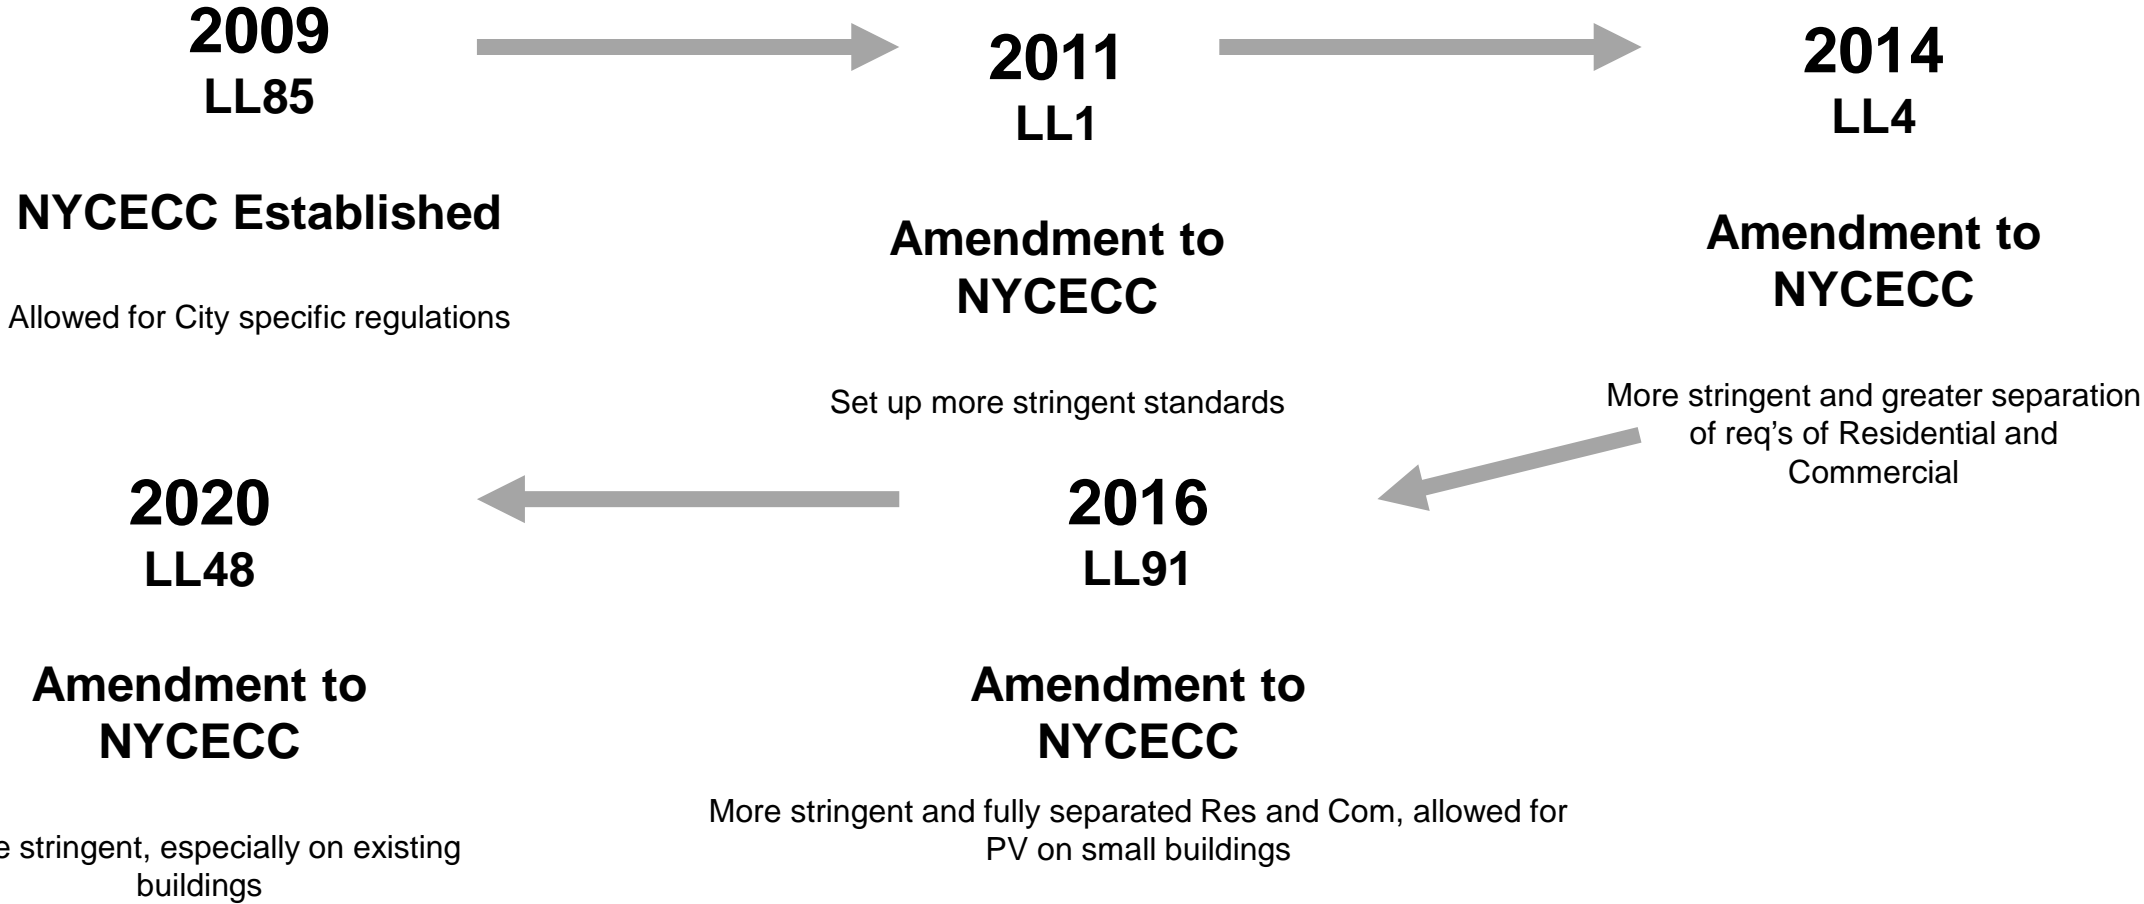 2009
LL85
NYCECC Established
Allowed for City specific regulations
2011
LL1
Amendment to
NYCECC
Set up more stringent standards
2014
LL4
Amendment to
NYCECC
More stringent and greater separation
of req's of Residential and
Commercial
2016
LL91
Amendment to
NYCECC
More stringent and fully separated Res and Com, allowed for
PV on small buildings
2020
LL48
Amendment to
NYCECC
stringent, especially on existing
buildings